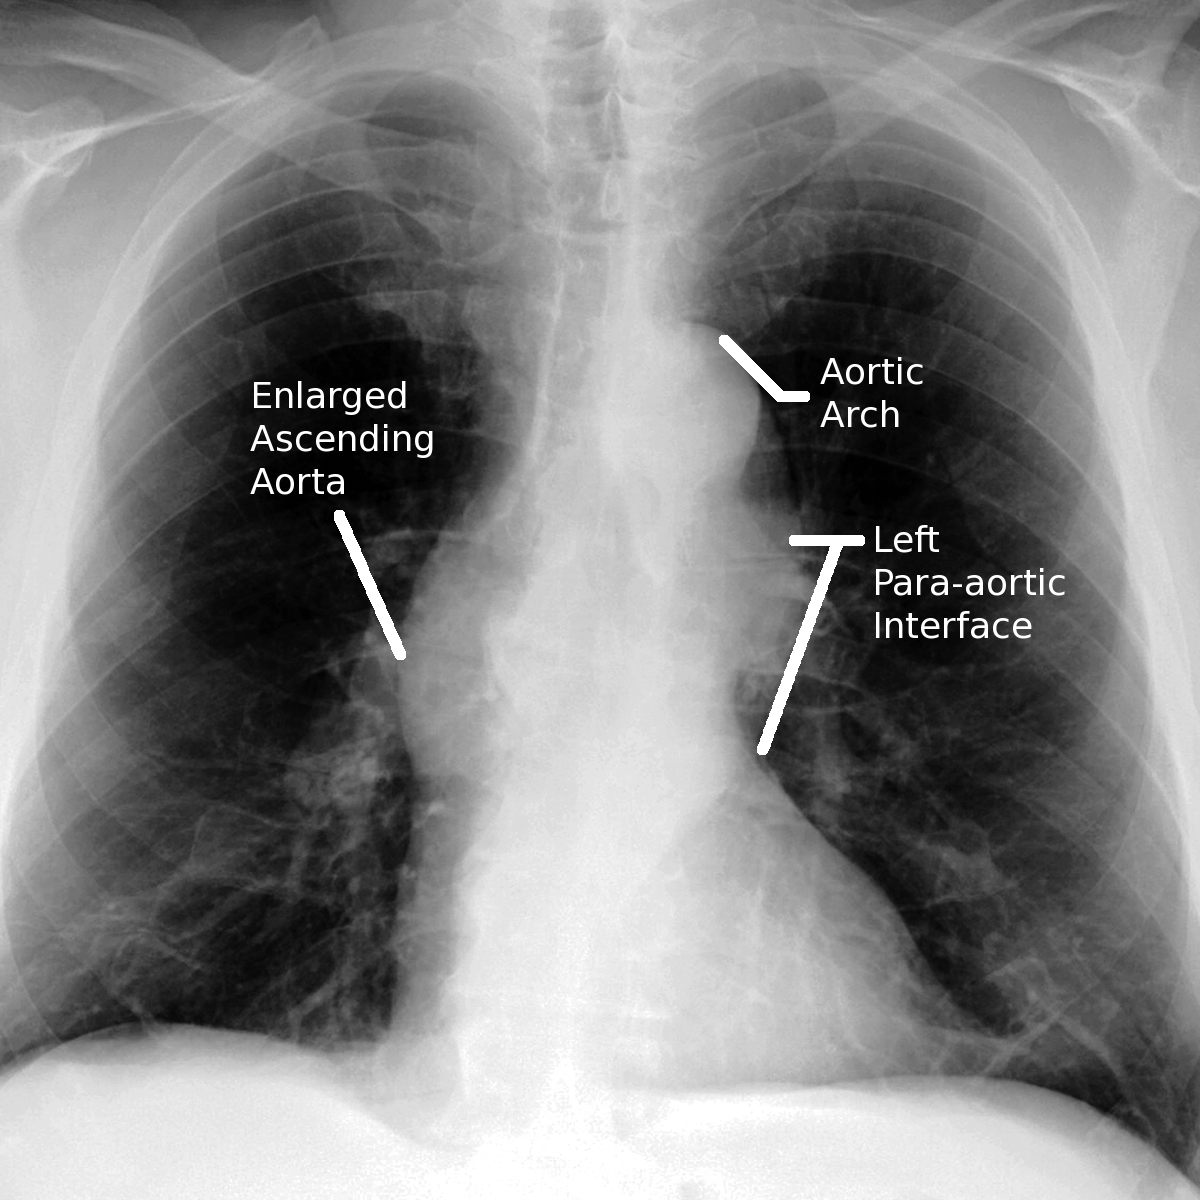 Enlarged
Ascending
Aorta
Aortic
Arch
Left
Para-aortic
Interface